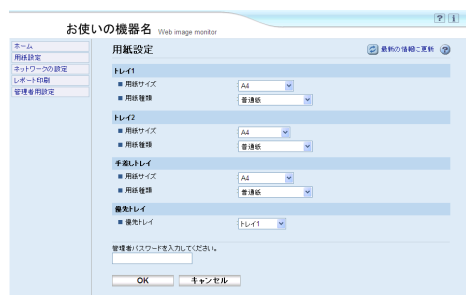 お使いの機器名 Web image monitor
ホーム
用紙設定
ネットワークの設定
レポート印刷
管理者用設定
用紙設定
最新の情報に更新
トレイ1
用紙サイズ
: A4
用紙種類
: 普通紙
トレイ2
用紙サイズ
: A4
用紙種類
: 普通紙
手差しトレイ
用紙サイズ
: A4
用紙種類
: 普通紙
優先トレイ
優先トレイ
: トレイ1
管理者パスワードを入力してください。
OK キャンセル